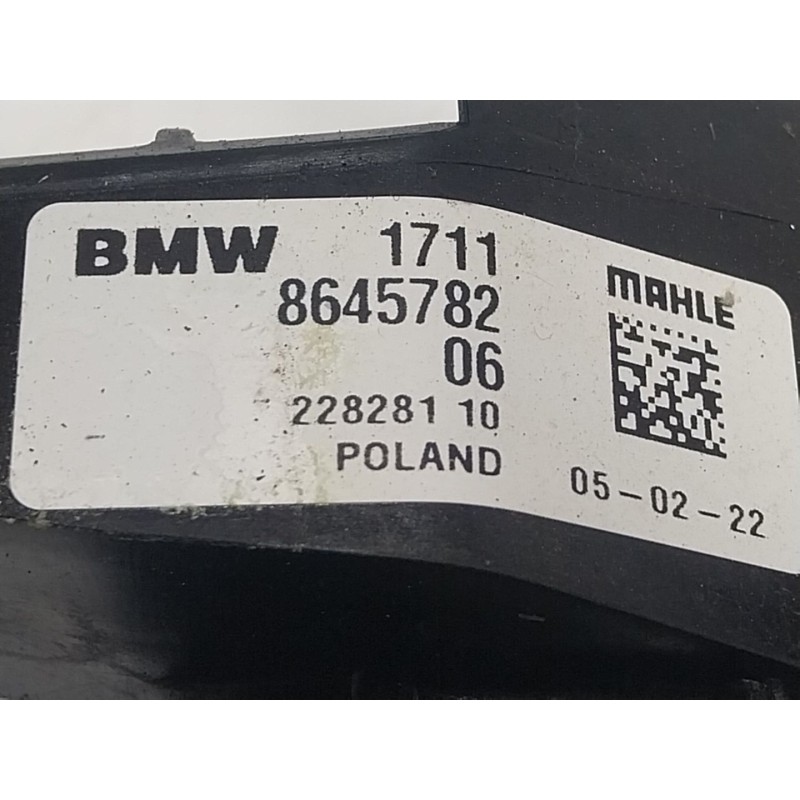 BMW 1711
8645782
06
228281 10
POLAND
MAHLE
05-02-22